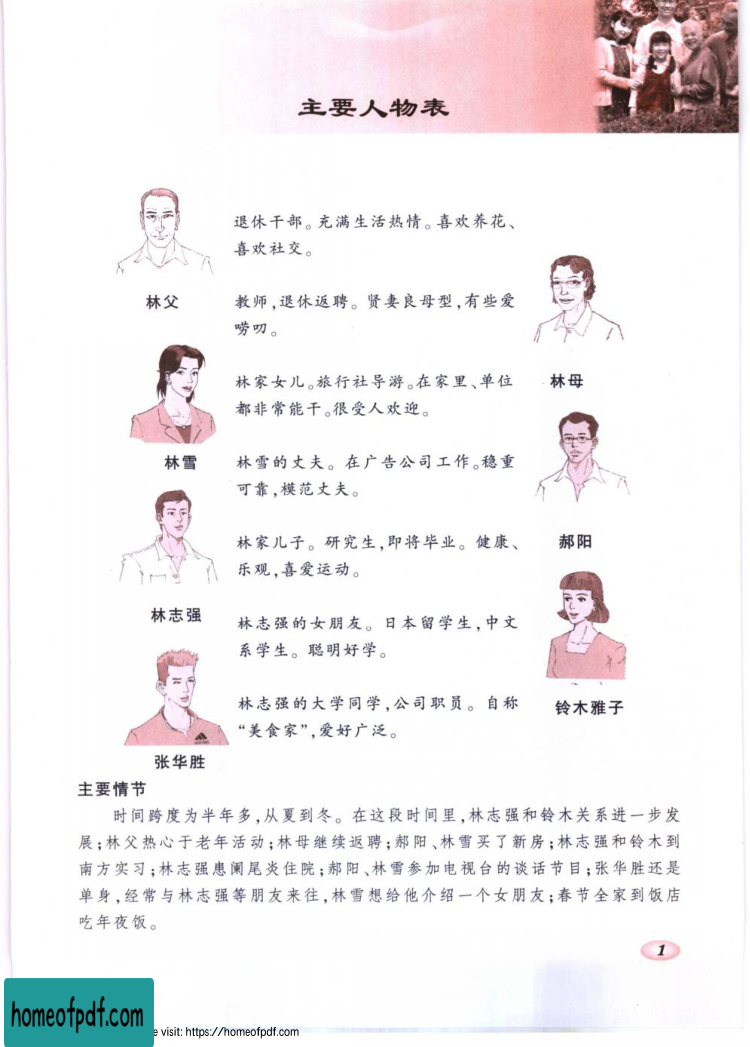 主要人物表
退休干部。充满生活热情。喜欢养花、
喜欢社交。
林父
教师,退休返聘。贤妻良母型,有些爱
唠叨。
林母
林家女儿。旅行社导游。在家里、单位
都非常能干。很受人欢迎。
林雪
林雪的丈夫。在广告公司工作。稳重
可靠,模范丈夫。
郝阳
林家儿子。研究生,即将毕业。健康、
乐观,喜爱运动。
林志强
林志强的女朋友。日本留学生,中文
系学生。聪明好学。
铃木雅子
林志强的大学同学,公司职员。自称
“美食家”,爱好广泛。
张华胜
主要情节
时间跨度为半年多,从夏到冬。在这段时间里,林志强和铃木关系进一步发
展;林父热心于老年活动;林母继续返聘;郝阳、林雪买了新房;林志强和铃木到
南方实习;林志强患阑尾炎住院;郝阳、林雪参加电视台的谈话节目;张华胜还是
单身,经常与林志强等朋友来往,林雪想给他介绍一个女朋友;春节全家到饭店
吃年夜饭。
1
homeofpdf.com
e visit: https://homeofpdf.com